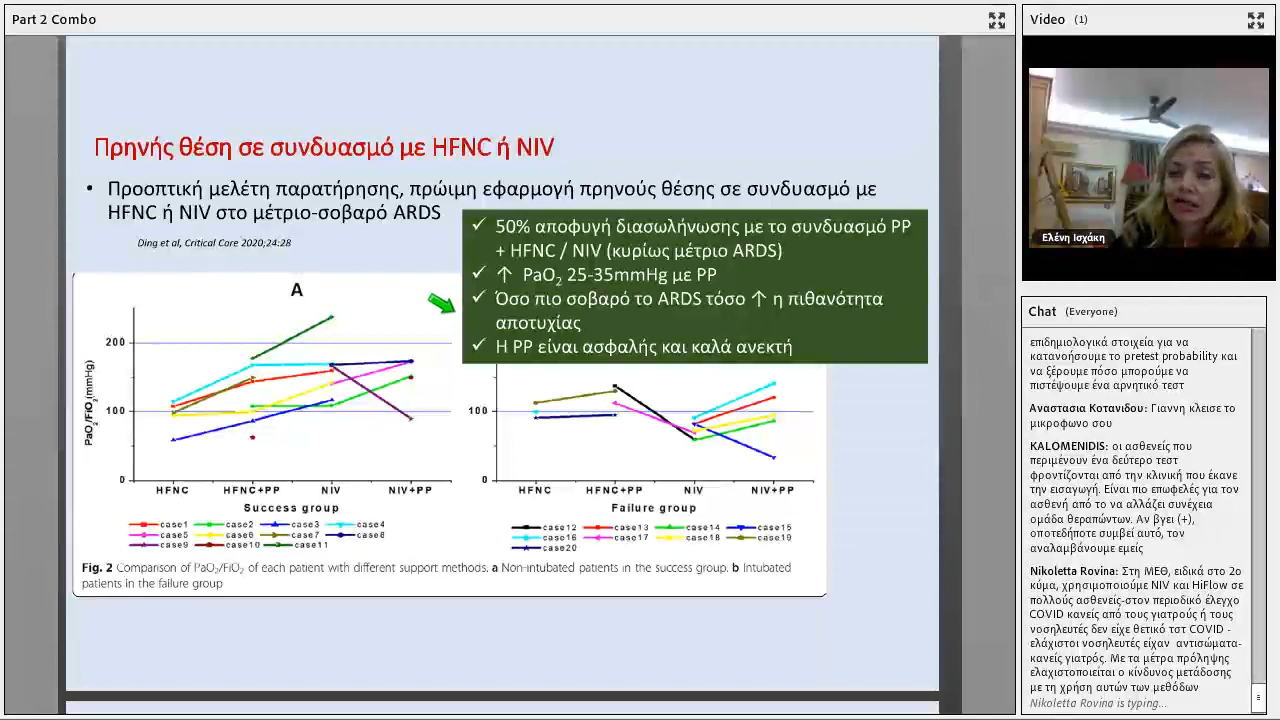 Part 2 Combo
Πρηνής θέση σε συνδυασμό με HFNC ή NIV
• Προοπτική μελέτη παρατήρησης, πρώιμη εφαρμογή πρηνούς θέσης σε συνδυασμό με
HFNC ή NIV στο μέτριο-σοβαρό ARDS
Ding et al, Critical Care 2020;24:28
✓ 50% αποφυγή διασωλήνωσης με το συνδυασμό PP
+ HFNC / NIV (κυρίως μέτριο ARDS)
✓ ↑ PaO2 25-35mmHg με PP
✓ Όσο πιο σοβαρό το ARDS τόσο ↑ η πιθανότητα
αποτυχίας
✓ Η PP είναι ασφαλής και καλά ανεκτή
A
PaO2/FiO2(mmHg)
200
100
0
HFNC HFNC+PP NIV NIV+PP
Success group
case1 case2 case3 case4
case5 case6 case7 case8
case9 case10 case11
100
0
HFNC HFNC+PP NIV NIV+PP
Failure group
case12 case13 case14 case15
case16 case17 case18 case19
case20
Fig. 2 Comparison of PaO2/FiO2 of each patient with different support methods. a Non-intubated patients in the success group. b Intubated
patients in the failure group
Video (1)
Ελένη Ισχάκη
Chat (Everyone)
επιδημιολογικά στοιχεία για να
κατανοήσουμε το pretest probability και
να ξέρουμε πόσο μπορούμε να
πιστέψουμε ένα αρνητικό τεστ
Αναστασια Κοτανιδου: Γιαννη κλεισε το
μικροφωνο σου
KALOMENIDIS: οι ασθενείς που
περιμένουν ένα δεύτερο τεστ
φροντίζονται από την κλινική που έκανε
την εισαγωγή. Είναι πιο επωφελές για τον
ασθενή από το να αλλάζει συνέχεια
ομάδα θεραπώντων. Αν βγει (+),
οποτεδήποτε συμβεί αυτό, τον
αναλαμβάνουμε εμείς
Nikoletta Rovina: Στη ΜΕΘ, ειδικά στο 2ο
κύμα, χρησιμοποιούμε NIV και HiFlow σε
πολλούς ασθενείς-στον περιοδικό έλεγχο
COVID κανείς από τους γιατρούς ή τους
νοσηλευτές δεν είχε θετικό τστ COVID -
ελάχιστοι νοσηλευτές είχαν αντισώματα-
κανείς γιατρός. Με τα μέτρα πρόληψης
ελαχιστοποιείται ο κίνδυνος μετάδοσης
με τη χρήση αυτών των μεθόδων
Nikoletta Rovina is typing...